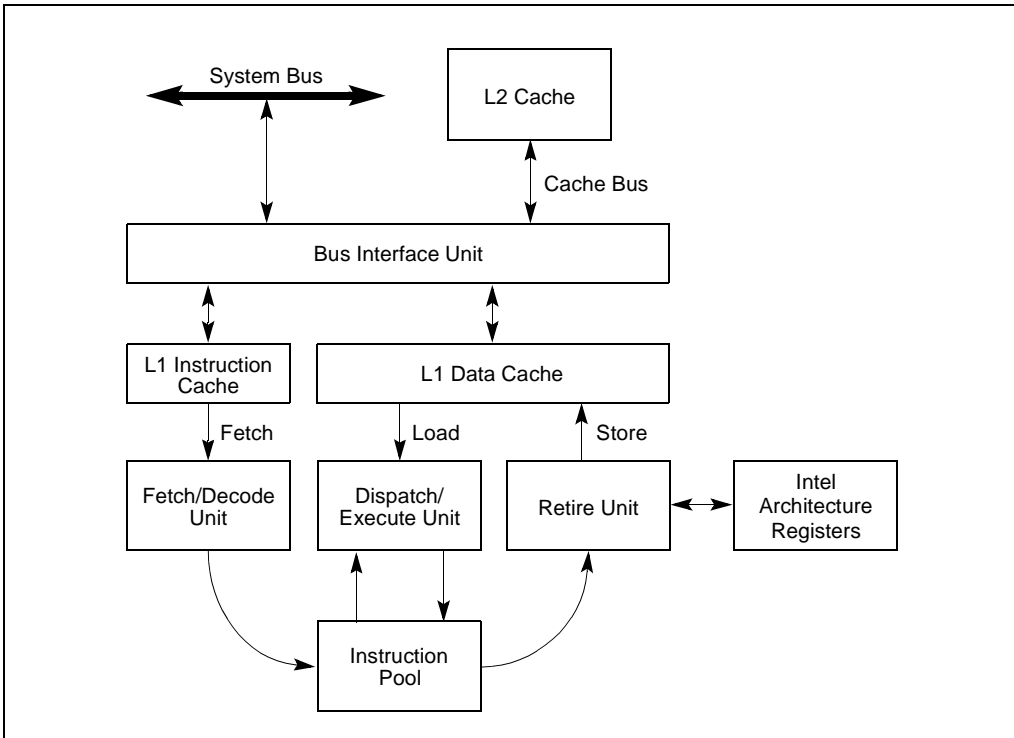 System Bus
L2 Cache
Cache Bus
Bus Interface Unit
L1 Instruction
Cache
L1 Data Cache
Fetch
Load
Store
Fetch/Decode
Unit
Dispatch/
Execute Unit
Retire Unit
Intel
Architecture
Registers
Instruction
Pool